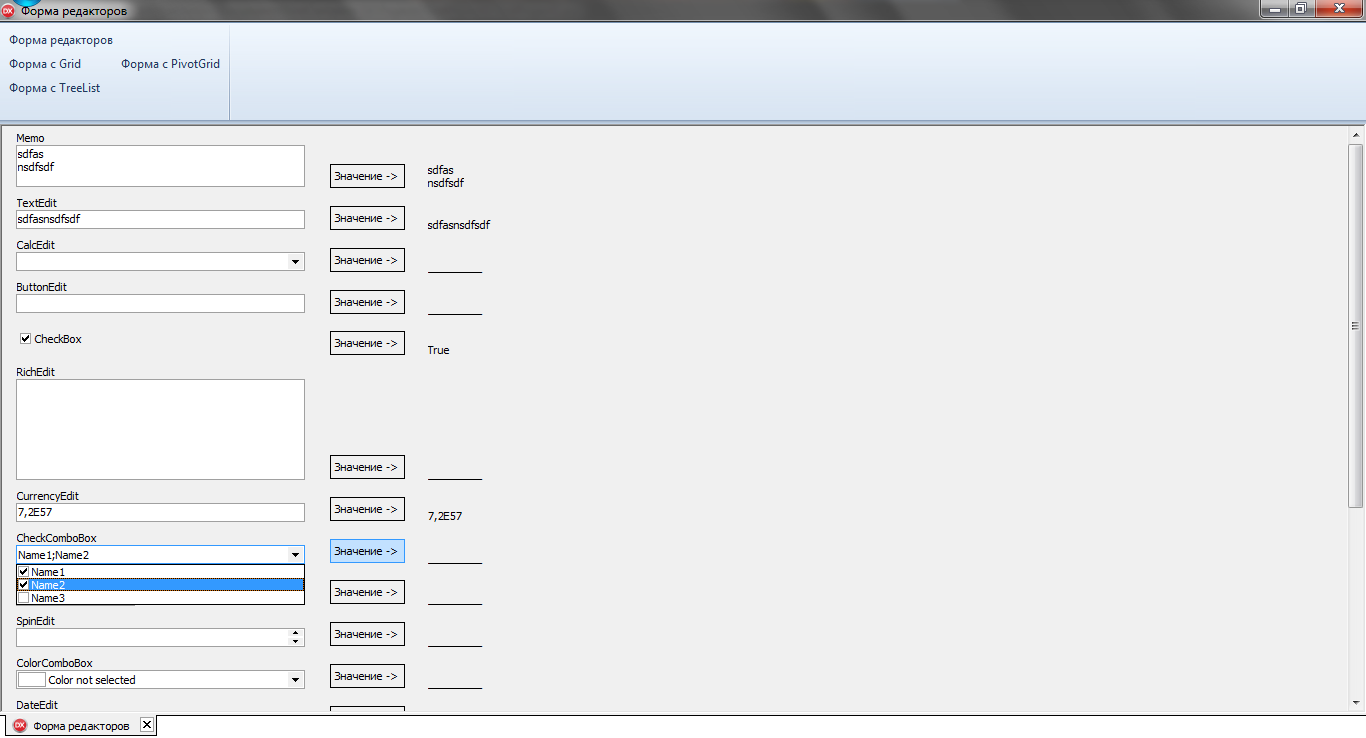 Форма редакторов
Форма редакторов
Форма с Grid
Форма с PivotGrid
Форма с TreeList
Memo
sdfas
nsdfsdf
Значение ->
sdfas
nsdfsdf
TextEdit
sdfasnsdfsdf
Значение ->
sdfasnsdfsdf
CalcEdit
Значение ->
ButtonEdit
Значение ->
CheckBox
Значение ->
True
RichEdit
Значение ->
CurrencyEdit
7,2E57
Значение ->
7,2E57
CheckComboBox
Name1;Name2
Значение ->
Name1
Name2
Name3
Значение ->
SpinEdit
Значение ->
ColorComboBox
Color not selected
Значение ->
DateEdit
DX Форма редакторов